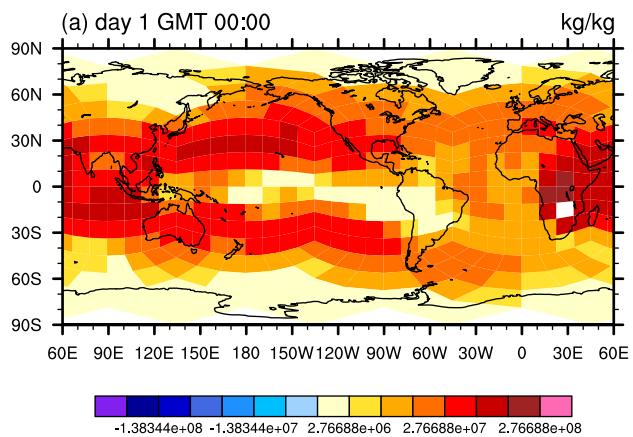 (a) day 1 GMT 00:00 kg/kg
90N
60N
30N
0
30S
60S
90S
60E 90E 120E 150E 180 150W 120W 90W 60W 30W 0 30E 60E
-1.38344e+08 -1.38344e+07 2.76688e+06 2.76688e+07 2.76688e+08